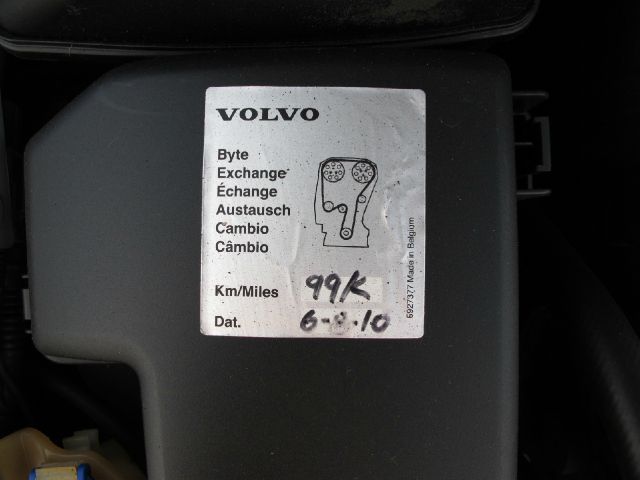 VOLVO
Byte
Exchange
Échange
Austausch
Cambio
Câmbio
Km/Miles 99K
Dat. 6-8-10
6927377 Made in Belgium